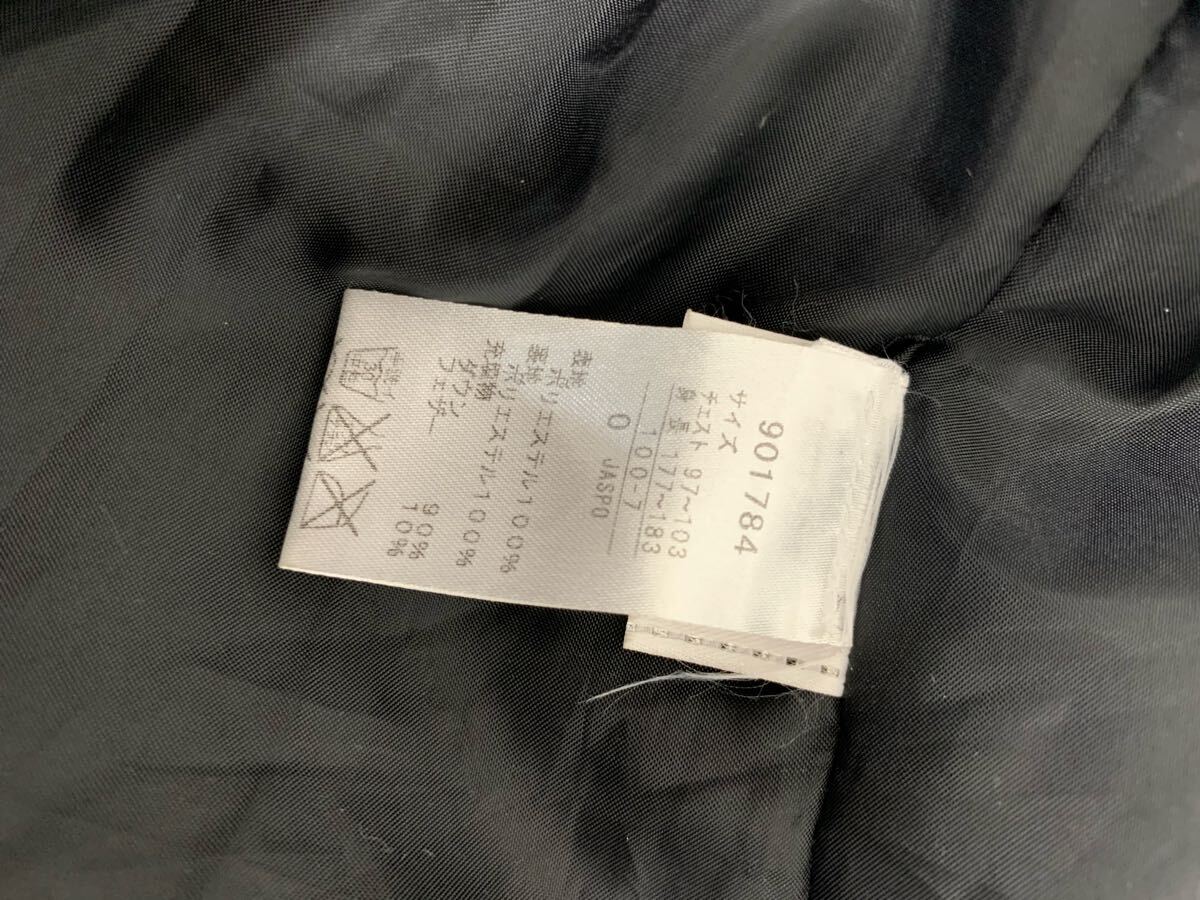 901784
サイズ
チェスト 97~103
身長 177~183
100-7
O JASPO
表地 ポリエステル100%
裏地 ポリエステル100%
充填物
ダウン 90%
フェザー 10%